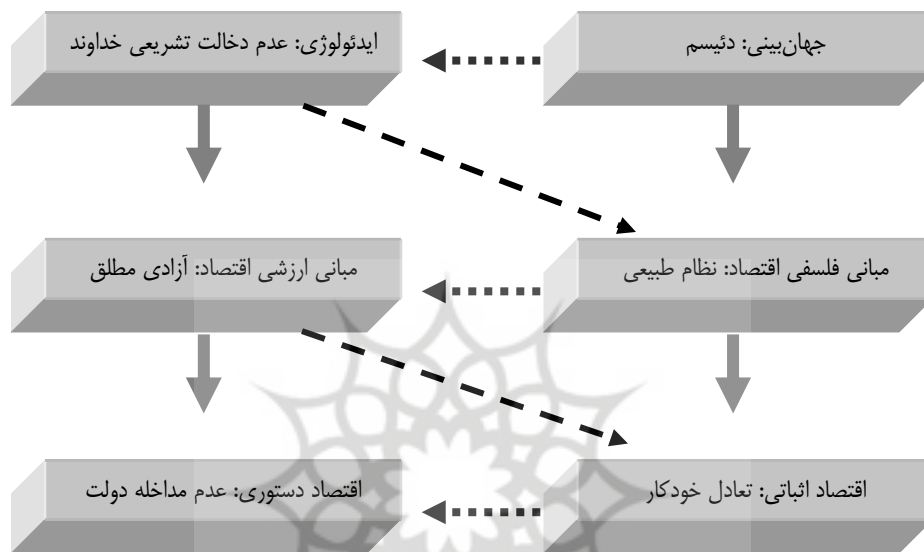 جهان‌بینی: دئیسم
ایدئولوژی: عدم دخالت تشریعی خداوند
مبانی فلسفی اقتصاد: نظام طبیعی
مبانی ارزشی اقتصاد: آزادی مطلق
اقتصاد اثباتی: تعادل خودکار
اقتصاد دستوری: عدم مداخله دولت